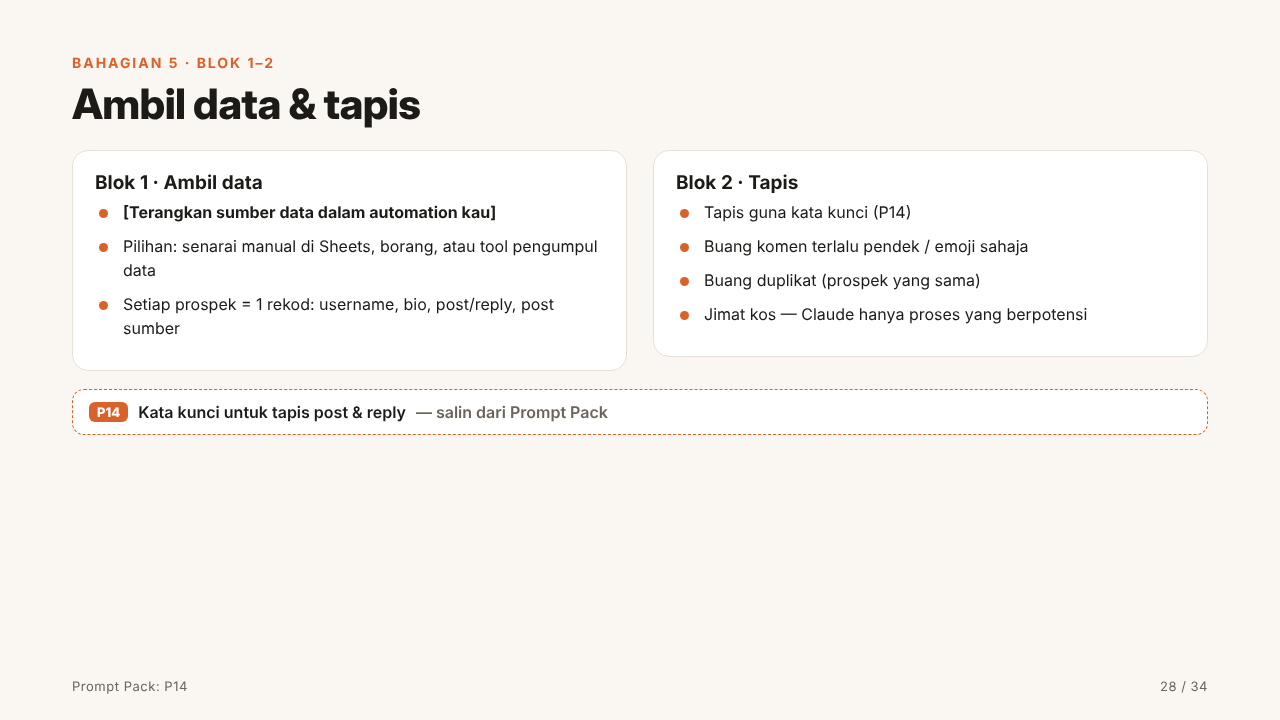 BAHAGIAN 5 · BLOK 1–2
Ambil data & tapis
Blok 1 · Ambil data
[Terangkan sumber data dalam automation kau]
Pilihan: senarai manual di Sheets, borang, atau tool pengumpul
data
Setiap prospek = 1 rekod: username, bio, post/reply, post
sumber
Blok 2 · Tapis
Tapis guna kata kunci (P14)
Buang komen terlalu pendek / emoji sahaja
Buang duplikat (prospek yang sama)
Jimat kos — Claude hanya proses yang berpotensi
P14 Kata kunci untuk tapis post & reply — salin dari Prompt Pack
Prompt Pack: P14
28 / 34